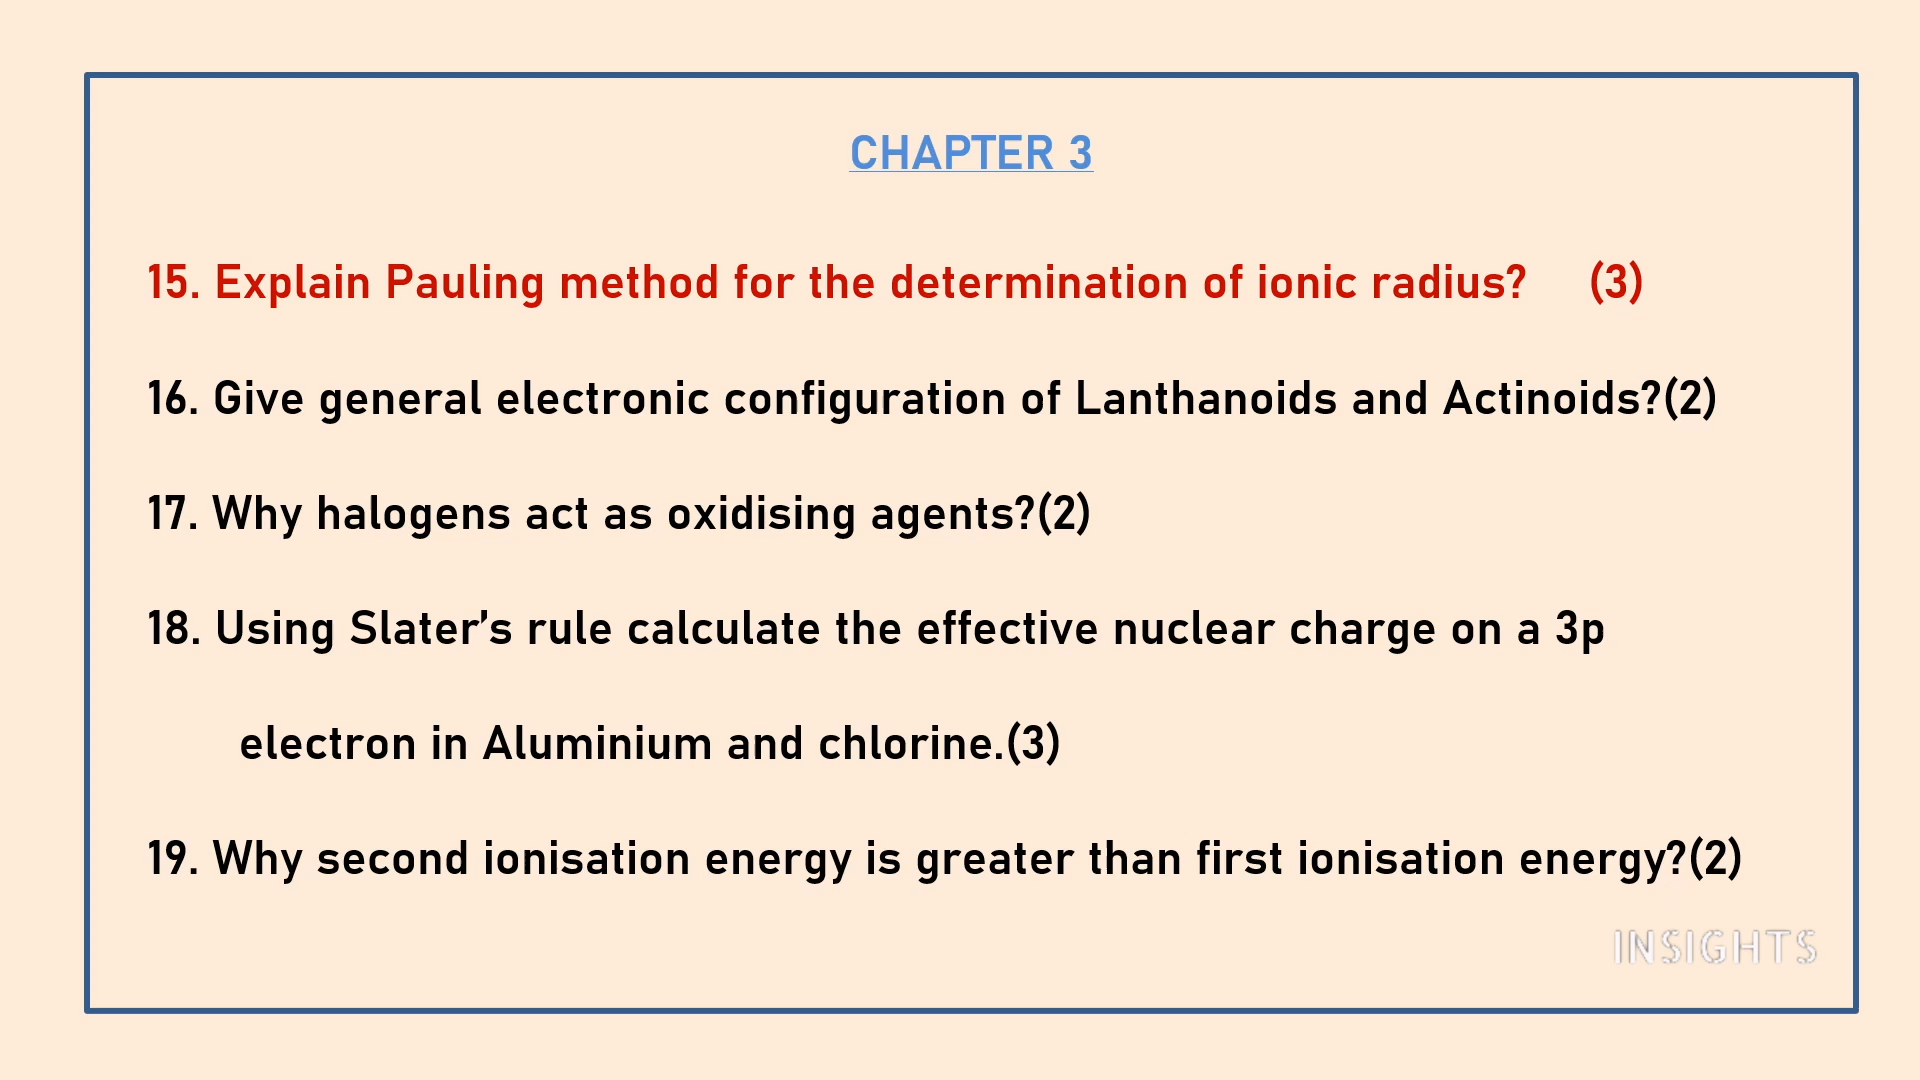 CHAPTER 3
15. Explain Pauling method for the determination of ionic radius? (3)
16. Give general electronic configuration of Lanthanoids and Actinoids?(2)
17. Why halogens act as oxidising agents?(2)
18. Using Slater’s rule calculate the effective nuclear charge on a 3p
electron in Aluminium and chlorine.(3)
19. Why second ionisation energy is greater than first ionisation energy?(2)
INSIGHTS